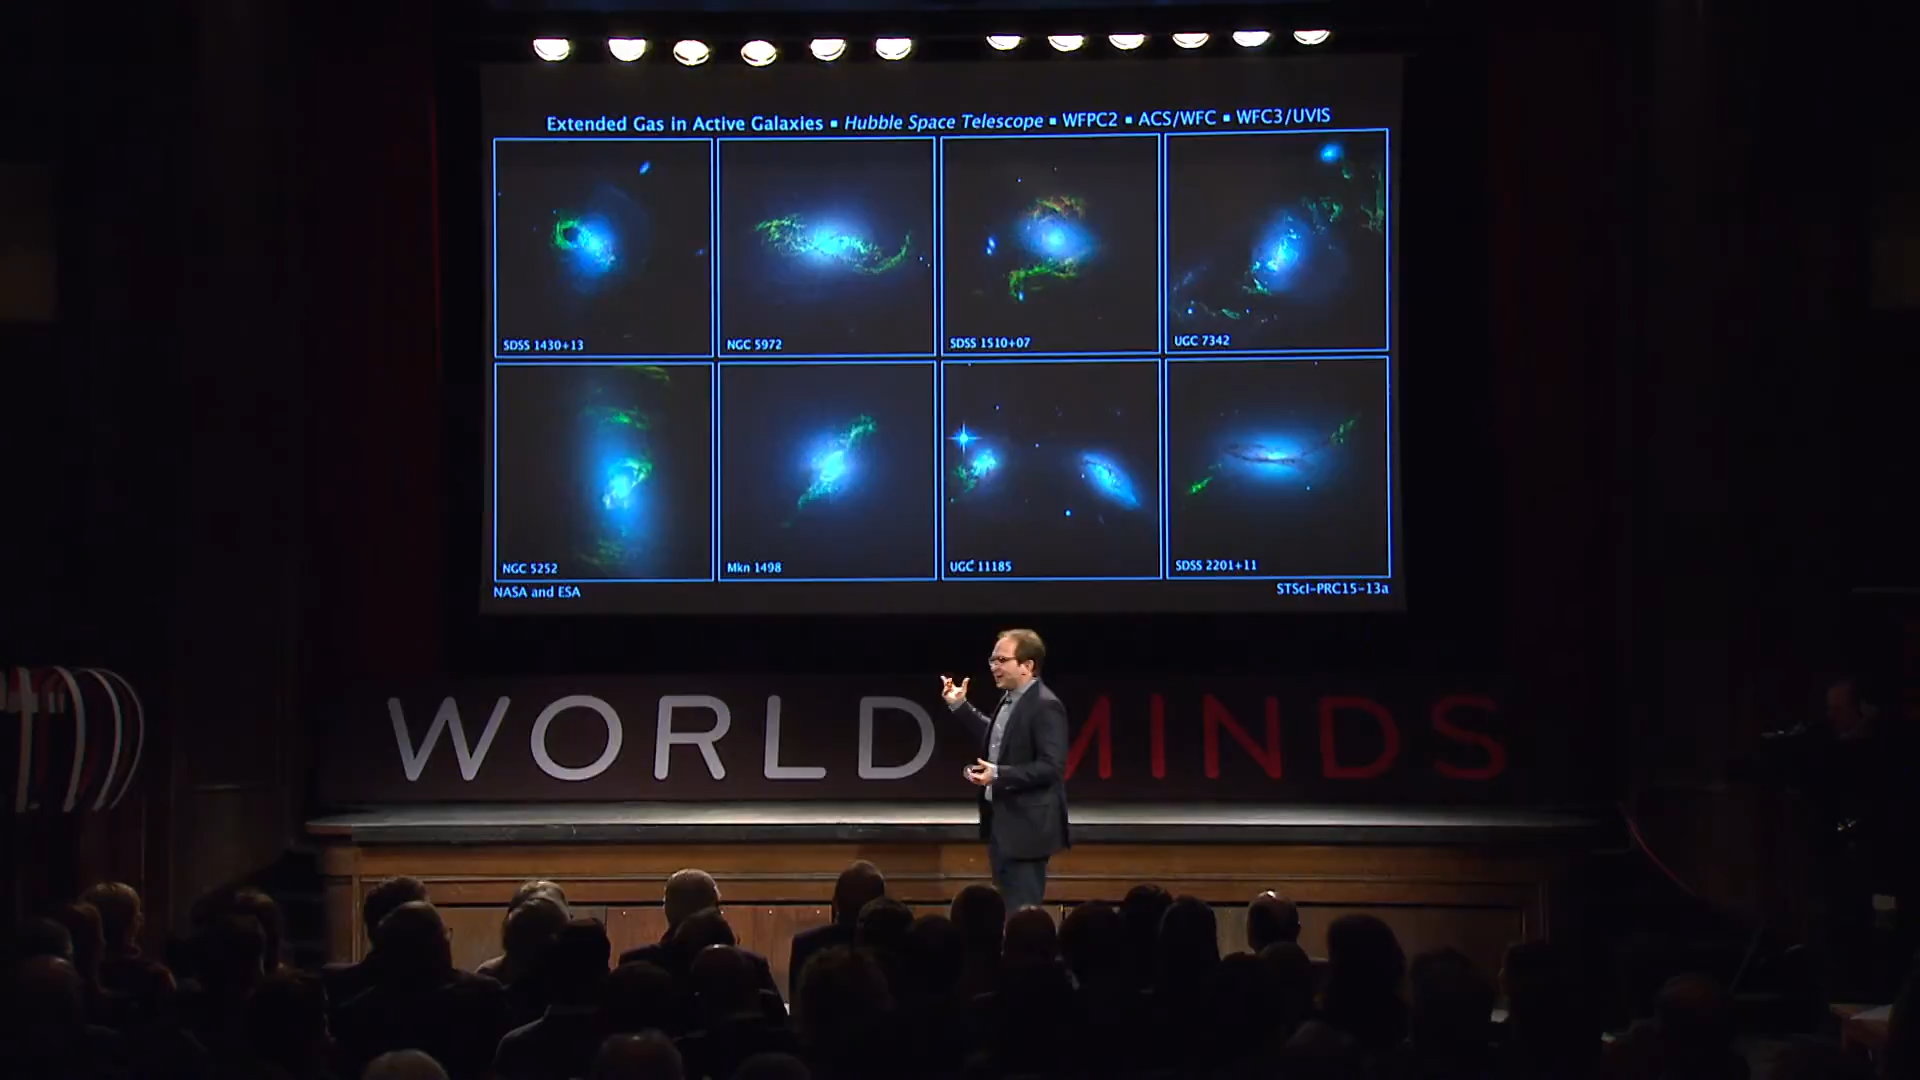 Extended Gas in Active Galaxies ▪ Hubble Space Telescope ▪ WFPC2 ▪ ACS/WFC ▪ WFC3/UVIS
SDSS 1430+13
NGC 5972
SDSS 1510+07
UGC 7342
NGC 5252
Mkn 1498
UGC 11185
SDSS 2201+11
NASA and ESA
STScI-PRC15-13a
WORLD MINDS